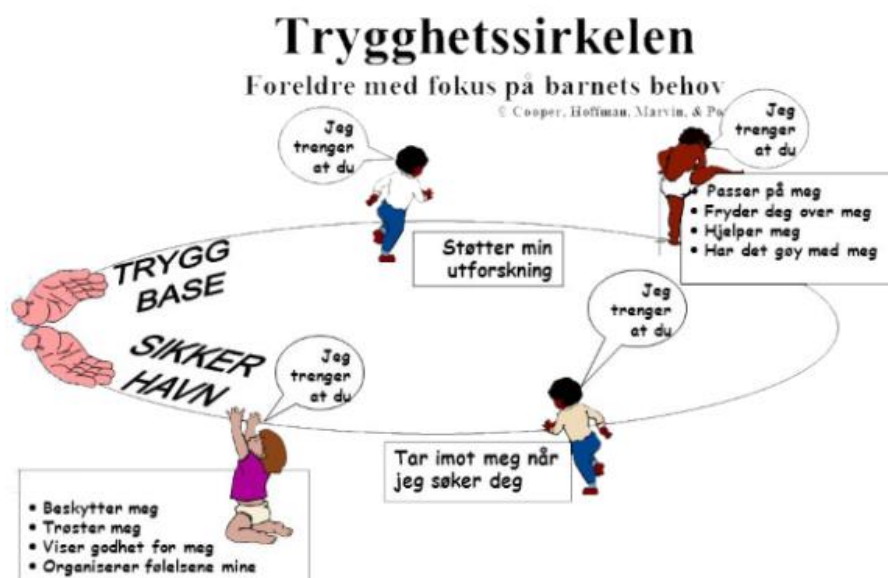 Trygghetssirkelen
Foreldre med fokus på barnets behov
© Cooper, Hoffman, Marvin, & Po
Jeg
trenger
at du
Støtter min
utforskning
Jeg
trenger
at du
• Passer på meg
• Fryder deg over meg
• Hjelper meg
• Har det gøy med meg
TRYGG
BASE
SIKKER
HAVN
Jeg
trenger
at du
Tar imot meg når
jeg søker deg
Jeg
trenger
at du
• Beskytter meg
• Trøster meg
• Viser godhet for meg
• Organiserer følelsene mine